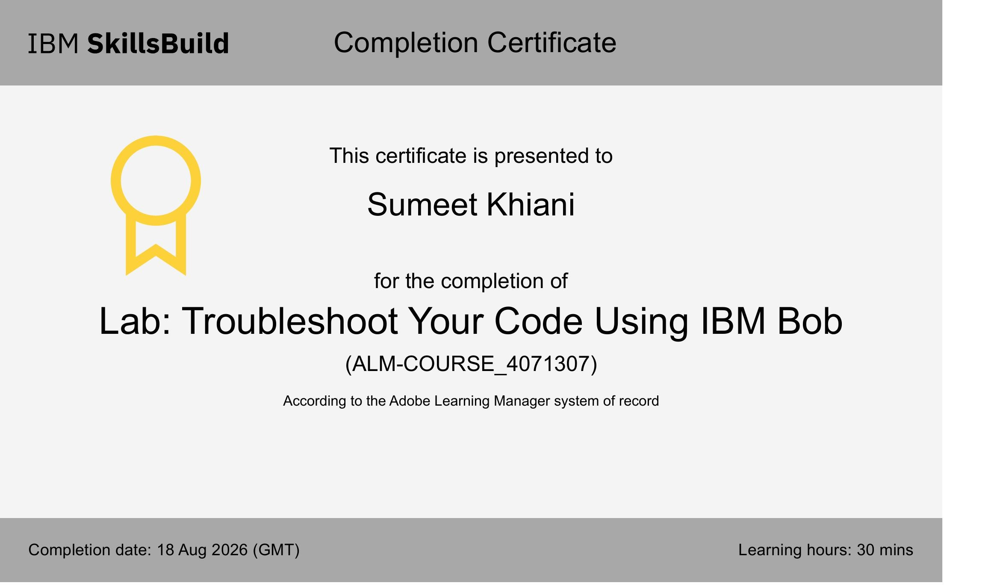 IBM SkillsBuild
Completion Certificate
This certificate is presented to
Sumeet Khiani
for the completion of
Lab: Troubleshoot Your Code Using IBM Bob
(ALM-COURSE_4071307)
According to the Adobe Learning Manager system of record
Completion date: 18 Aug 2026 (GMT)
Learning hours: 30 mins